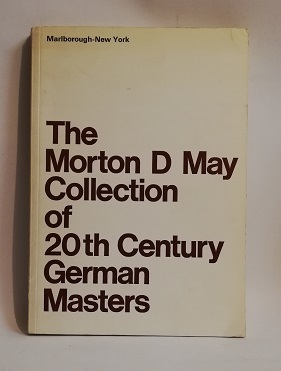 Marlborough-New York
The
Morton D May
Collection
of
20th Century
German
Masters